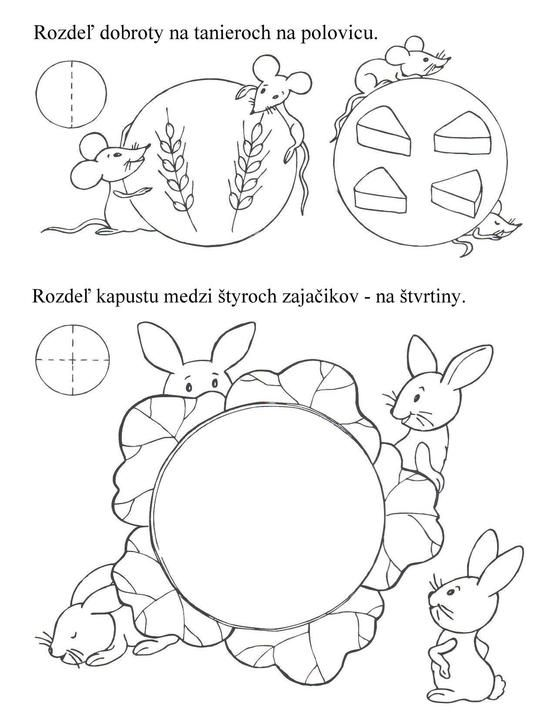 Rozdeľ dobroty na tanieroch na polovicu.
Rozdeľ kapustu medzi štyroch zajačikov - na štvrtiny.